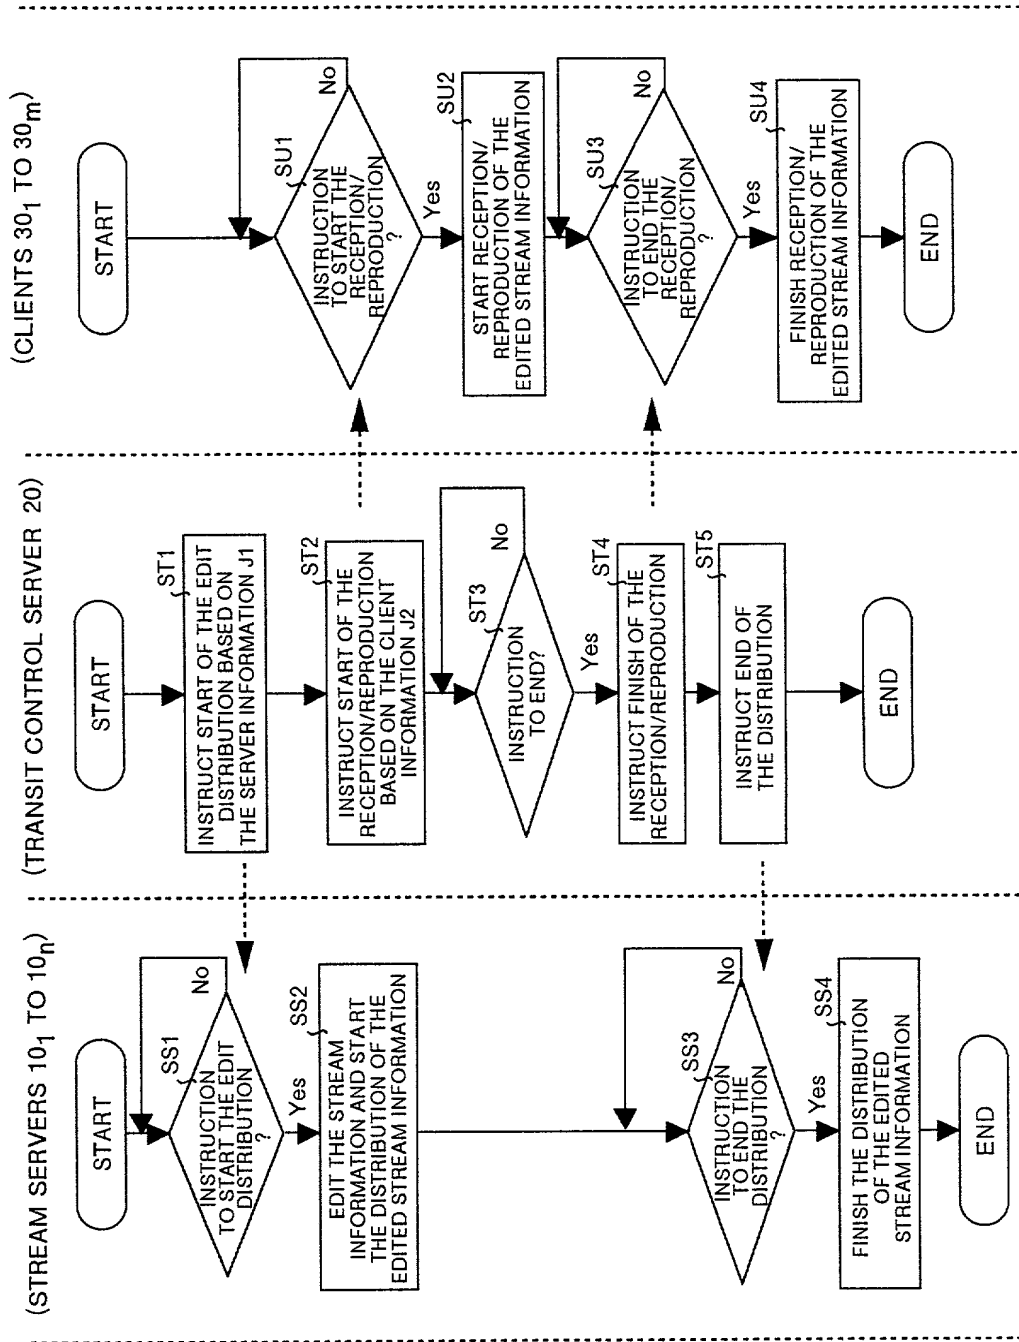 (STREAM SERVERS 10₁ TO 10ₙ)
START
SS1
INSTRUCTION
TO START THE EDIT
DISTRIBUTION
?
No
Yes
SS2
EDIT THE STREAM
INFORMATION AND START
THE DISTRIBUTION OF THE
EDITED STREAM INFORMATION
SS3
INSTRUCTION
TO END THE
DISTRIBUTION
?
No
Yes
SS4
FINISH THE DISTRIBUTION
OF THE EDITED
STREAM INFORMATION
END
(TRANSIT CONTROL SERVER 20)
START
ST1
INSTRUCT START OF THE EDIT
DISTRIBUTION BASED ON
THE SERVER INFORMATION J1
ST2
INSTRUCT START OF THE
RECEPTION/REPRODUCTION
BASED ON THE CLIENT
INFORMATION J2
ST3
INSTRUCTION
TO END?
No
Yes
ST4
INSTRUCT FINISH OF THE
RECEPTION/REPRODUCTION
ST5
INSTRUCT END OF
THE DISTRIBUTION
END
(CLIENTS 30₁ TO 30ₘ)
START
SU1
INSTRUCTION
TO START THE
RECEPTION/
REPRODUCTION
?
No
Yes
SU2
START RECEPTION/
REPRODUCTION OF THE
EDITED STREAM INFORMATION
SU3
INSTRUCTION
TO END THE
RECEPTION/
REPRODUCTION
?
No
Yes
SU4
FINISH RECEPTION/
REPRODUCTION OF THE
EDITED STREAM INFORMATION
END